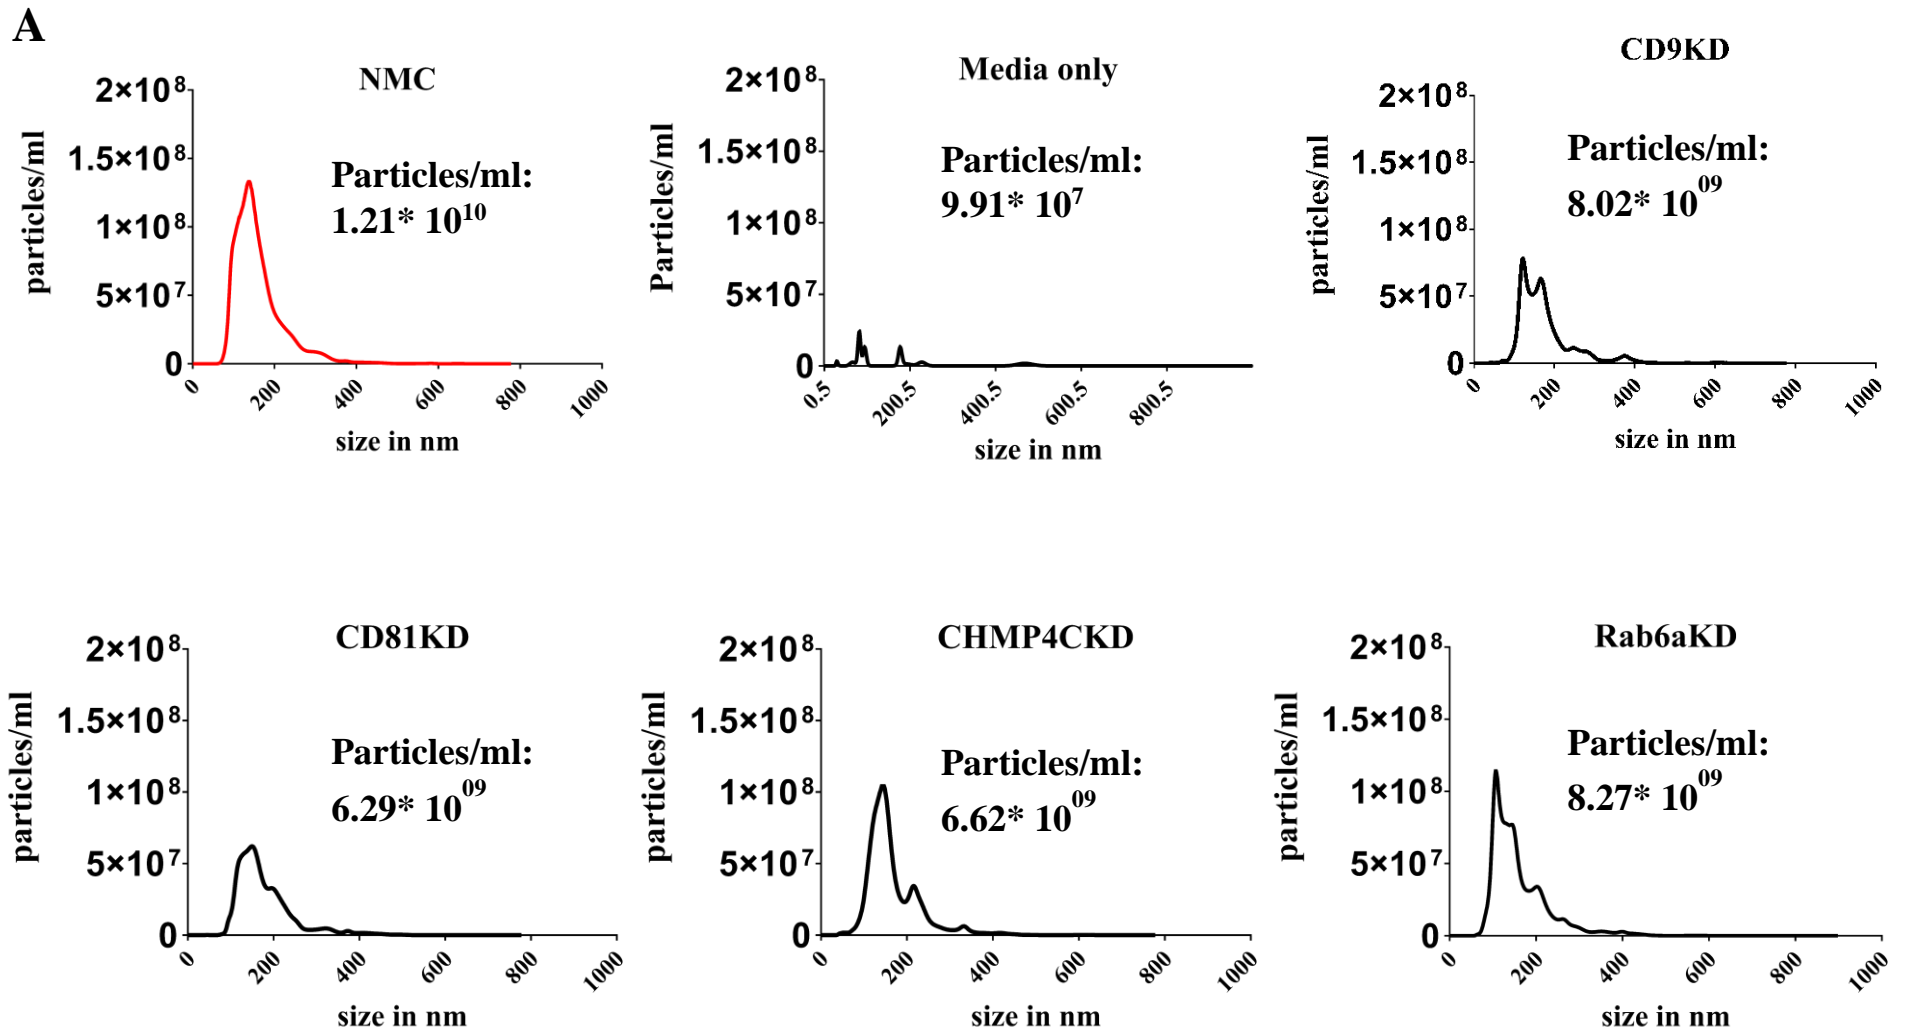 A
NMC
particles/ml
2×10⁸
1.5×10⁸
1×10⁸
5×10⁷
0
Particles/ml:
1.21* 10¹⁰
0 200 400 600 800 1000
size in nm
Media only
Particles/ml
2×10⁸
1.5×10⁸
1×10⁸
5×10⁷
0
Particles/ml:
9.91* 10⁷
0.5 200.5 400.5 600.5 800.5
size in nm
CD9KD
particles/ml
2×10⁸
1.5×10⁸
1×10⁸
5×10⁷
0
Particles/ml:
8.02* 10⁰⁹
0 200 400 600 800 1000
size in nm
CD81KD
particles/ml
2×10⁸
1.5×10⁸
1×10⁸
5×10⁷
0
Particles/ml:
6.29* 10⁰⁹
0 200 400 600 800 1000
size in nm
CHMP4CKD
particles/ml
2×10⁸
1.5×10⁸
1×10⁸
5×10⁷
0
Particles/ml:
6.62* 10⁰⁹
0 200 400 600 800 1000
size in nm
Rab6aKD
particles/ml
2×10⁸
1.5×10⁸
1×10⁸
5×10⁷
0
Particles/ml:
8.27* 10⁰⁹
0 200 400 600 800 1000
size in nm